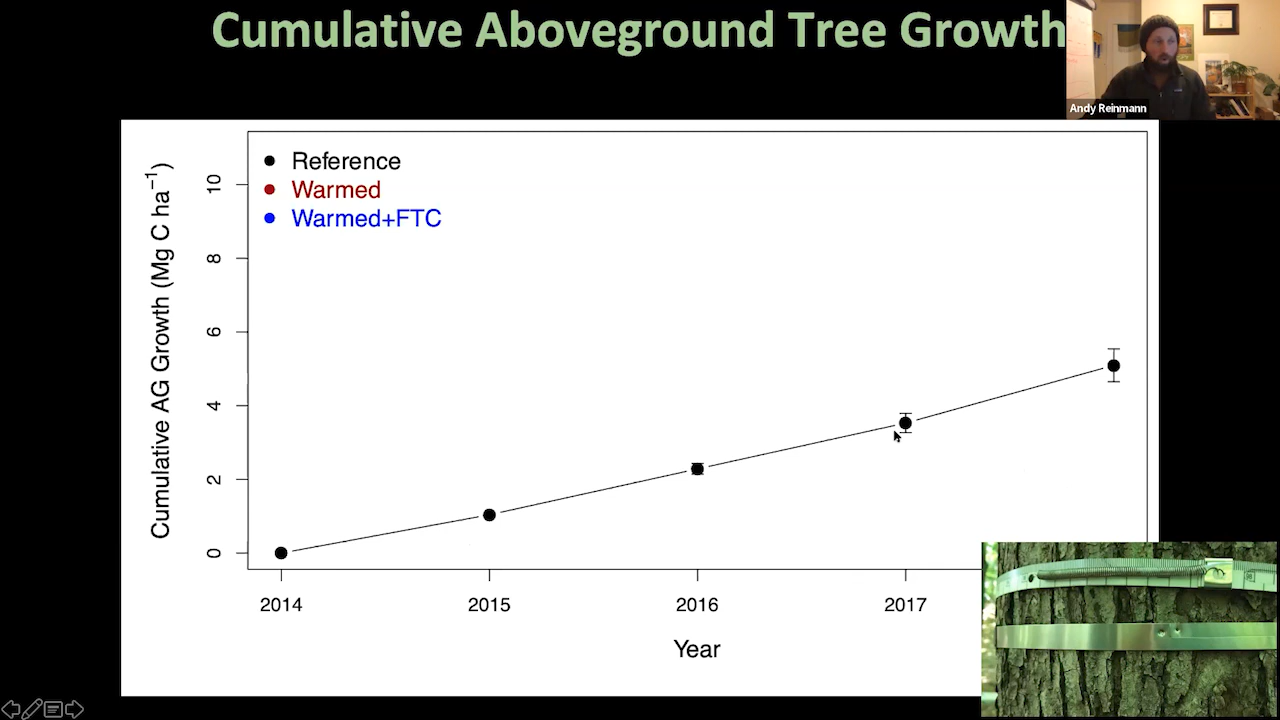 Cumulative Aboveground Tree Growth
Andy Reinmann
Reference
Warmed
Warmed+FTC
Cumulative AG Growth (Mg C ha⁻¹)
10
8
6
4
2
0
2014
2015
2016
2017
Year